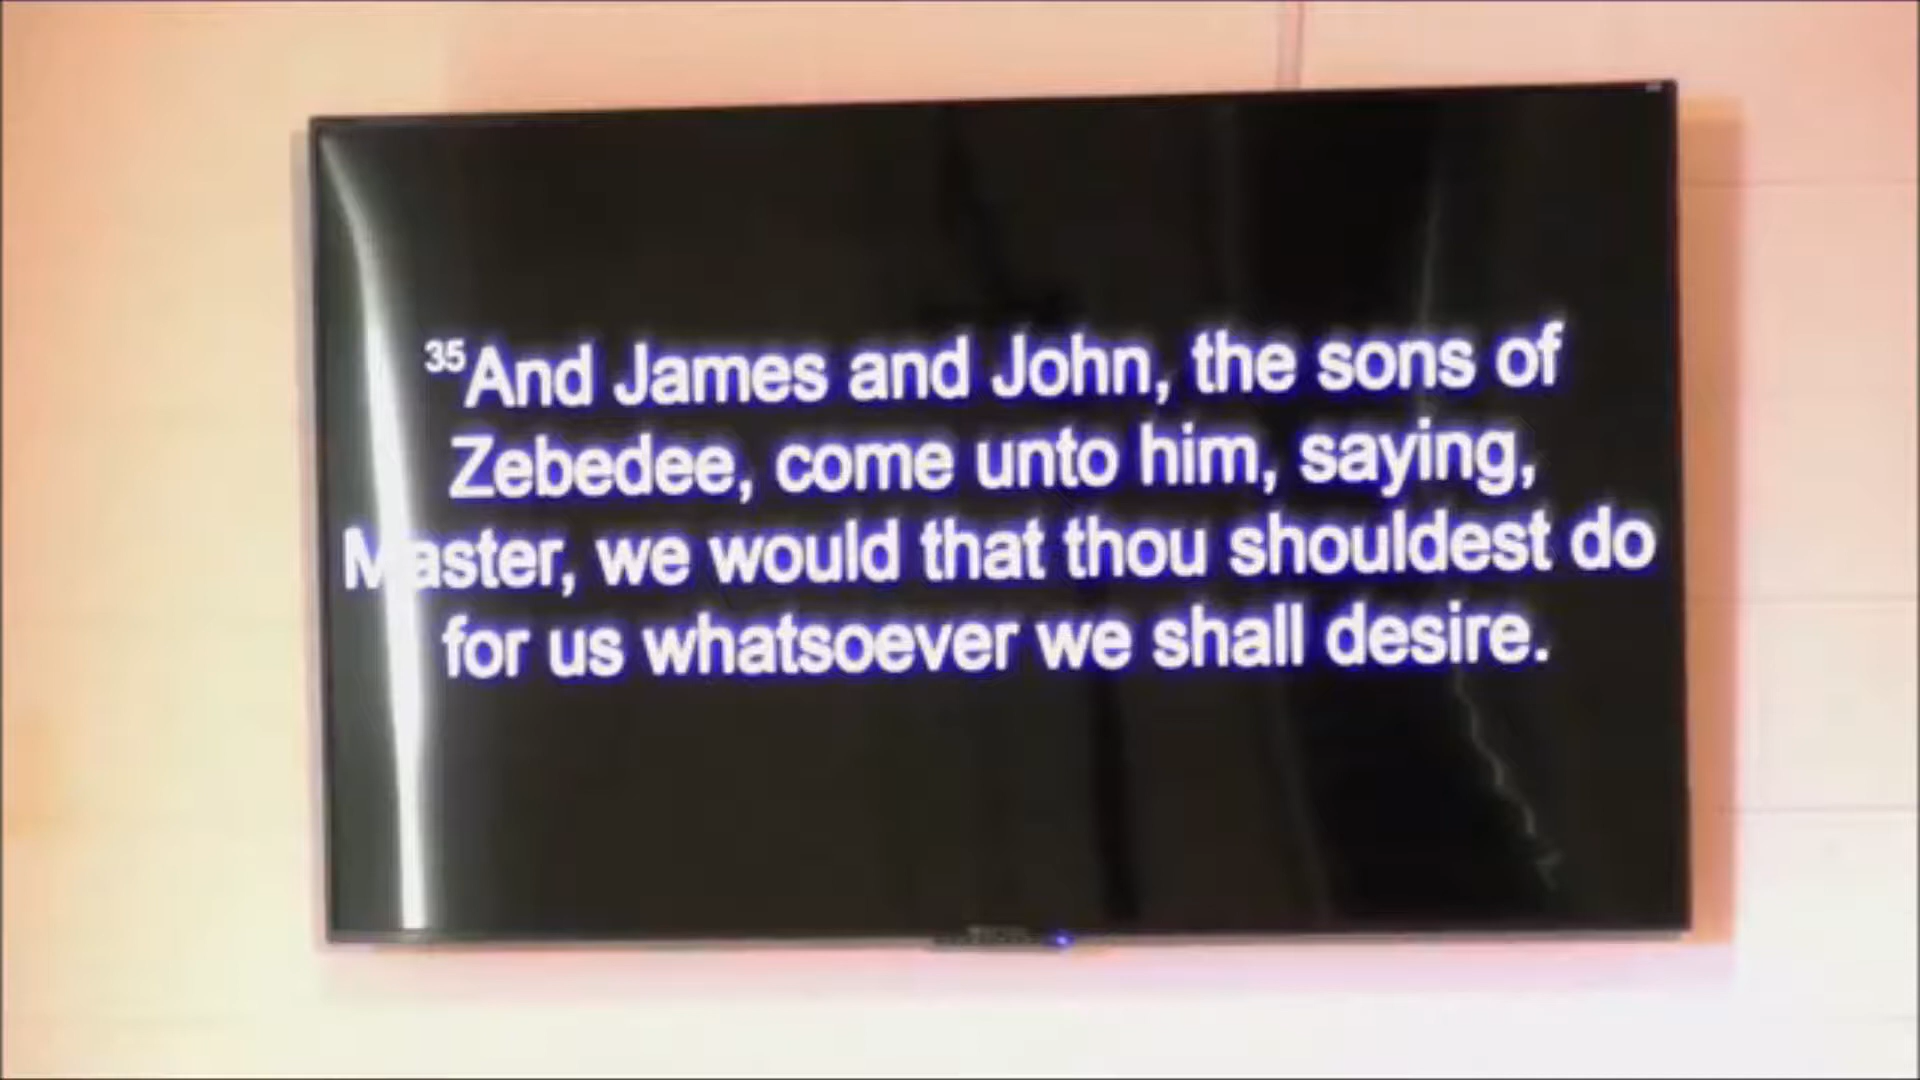 35And James and John, the sons of
Zebedee, come unto him, saying,
Master, we would that thou shouldest do
for us whatsoever we shall desire.